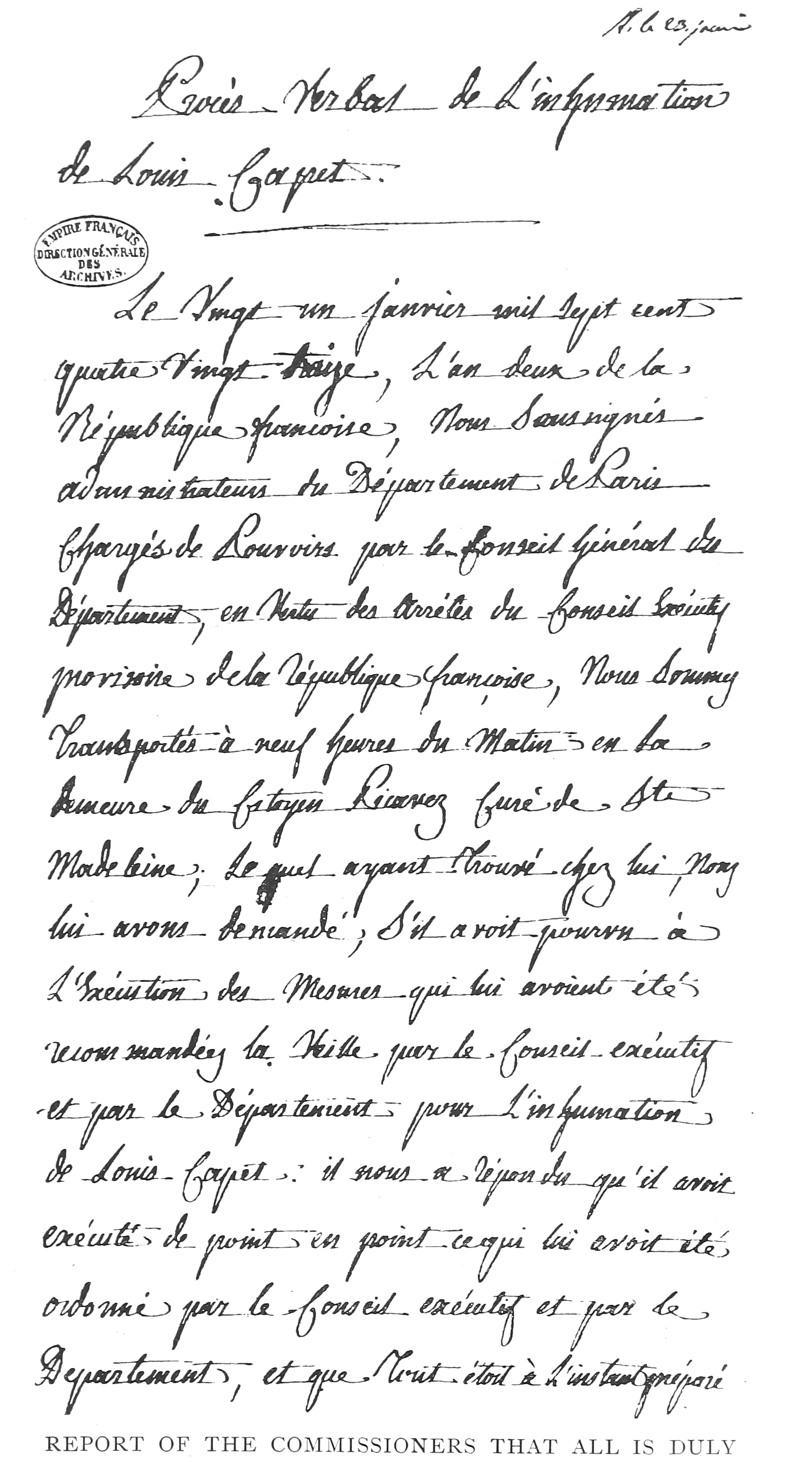 R. le 23. janv
Procès Verbal de L'inhumation
de Louis Capet.
EMPIRE FRANÇAIS
DIRECTION GÉNÉRALE
DES
ARCHIVES.
Le Vingt un janvier mil sept cent
quatre Vingt treize, L'an deux de la
République françoise, Nous Soussignés
administrateurs du Département de Paris
Chargés de Pouvoirs par le Conseil Général du
Département, en Vertu des Arrêtés du Conseil Exécutif
provisoire de la république françoise, Nous Sommes
Transportés à neuf heures du Matin en La
demeure du Citoyen Picavez Curé de Ste
Madeleine; Lequel ayant Trouvé chez lui, Nous
lui avons demandé, S'il avoit pourvu à
L'Exécution des Mesures qui lui avoient été
recommandées la Veille par le Conseil exécutif
et par le Département pour L'inhumation
de Louis Capet: il nous a répondu qu'il avoit
exécuté de point en point ce qui lui avoit été
ordonné par le Conseil exécutif et par le
Departement, et que Tout étoit à L'instant préparé
REPORT OF THE COMMISSIONERS THAT ALL IS DULY